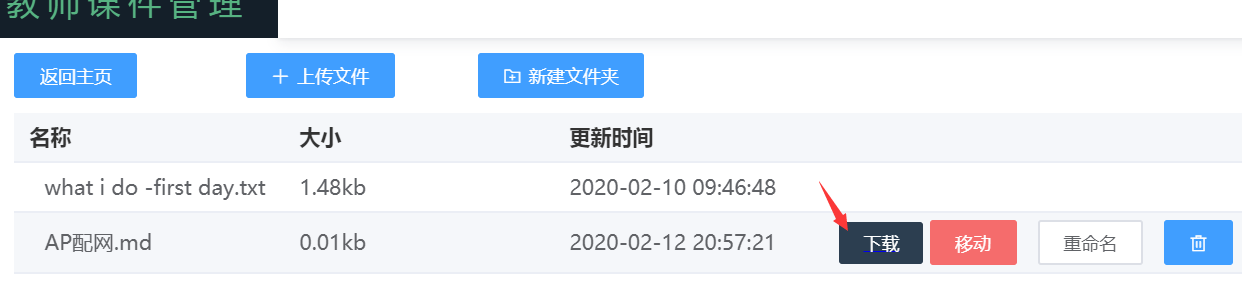 教师课件管理
返回主页 上传文件 新建文件夹
名称 大小 更新时间
what i do -first day.txt 1.48kb 2020-02-10 09:46:48
AP配网.md 0.01kb 2020-02-12 20:57:21 下载 移动 重命名